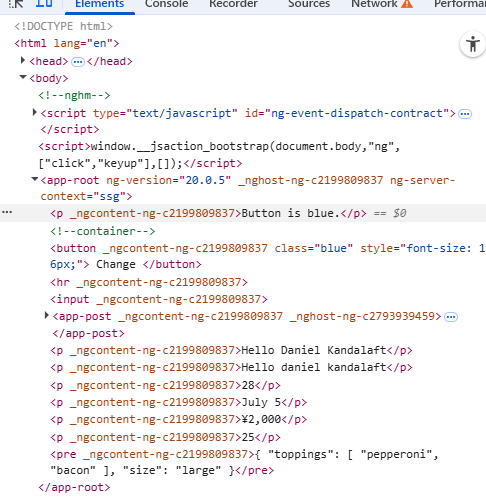 Elements Console Recorder Sources Network Performa
<!DOCTYPE html>
<html lang="en">
<head> ⋯ </head>
<body>
<!--nghm-->
<script type="text/javascript" id="ng-event-dispatch-contract"> ⋯
</script>
<script>window.__jsaction_bootstrap(document.body,"ng",
["click","keyup"],[]);</script>
<app-root ng-version="20.0.5" _nghost-ng-c2199809837 ng-server-
context="ssg">
<p _ngcontent-ng-c2199809837>Button is blue.</p> == $0
<!--container-->
<button _ngcontent-ng-c2199809837 class="blue" style="font-size: 1
6px;"> Change </button>
<hr _ngcontent-ng-c2199809837>
<input _ngcontent-ng-c2199809837>
<app-post _ngcontent-ng-c2199809837 _nghost-ng-c2793939459> ⋯
</app-post>
<p _ngcontent-ng-c2199809837>Hello Daniel Kandalaft</p>
<p _ngcontent-ng-c2199809837>Hello daniel kandalaft</p>
<p _ngcontent-ng-c2199809837>28</p>
<p _ngcontent-ng-c2199809837>July 5</p>
<p _ngcontent-ng-c2199809837>¥2,000</p>
<p _ngcontent-ng-c2199809837>25</p>
<pre _ngcontent-ng-c2199809837>{ "toppings": [ "pepperoni",
"bacon" ], "size": "large" }</pre>
</app-root>